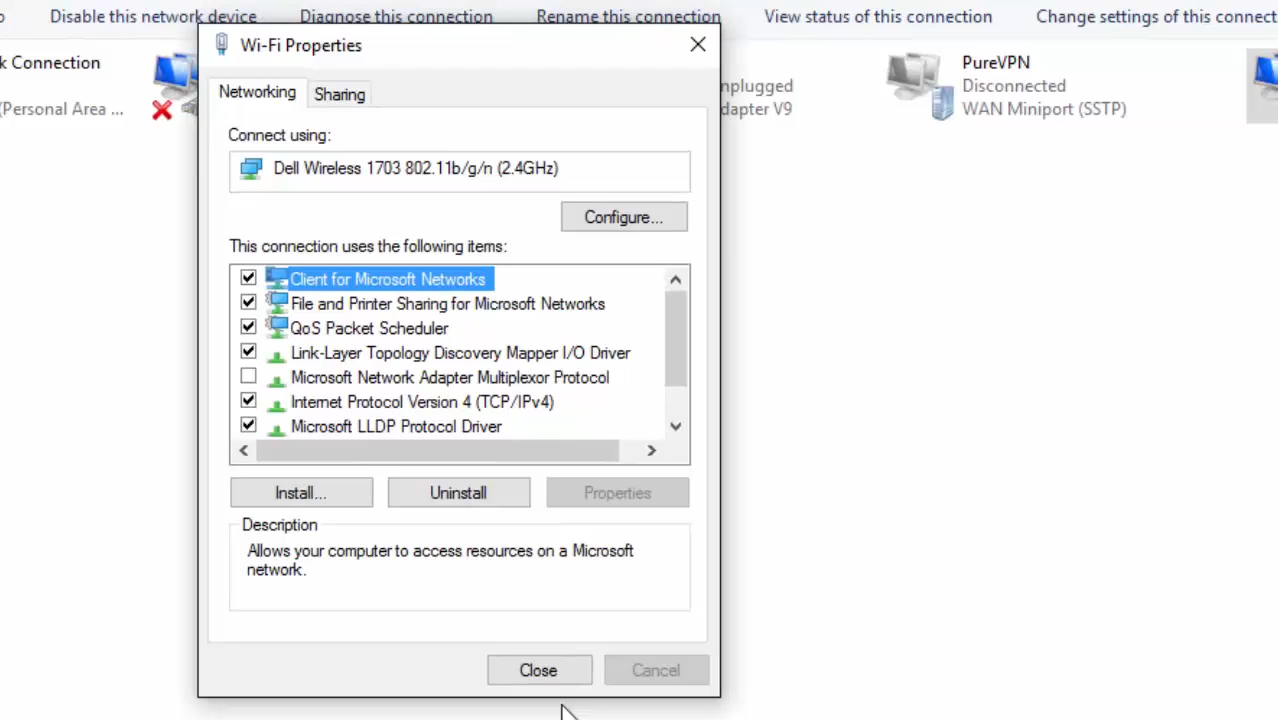 Disable this network device Diagnose this connection Rename this connection View status of this connection Change settings of this connect
Wi-Fi Properties
k Connection
(Personal Area ...
nplugged
dapter V9
PureVPN
Disconnected
WAN Miniport (SSTP)
Networking Sharing
Connect using:
Dell Wireless 1703 802.11b/g/n (2.4GHz)
Configure...
This connection uses the following items:
Client for Microsoft Networks
File and Printer Sharing for Microsoft Networks
QoS Packet Scheduler
Link-Layer Topology Discovery Mapper I/O Driver
Microsoft Network Adapter Multiplexor Protocol
Internet Protocol Version 4 (TCP/IPv4)
Microsoft LLDP Protocol Driver
Install... Uninstall Properties
Description
Allows your computer to access resources on a Microsoft
network.
Close Cancel